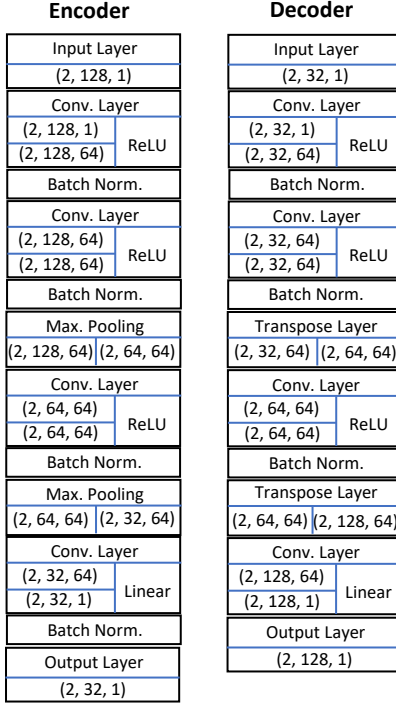 Encoder
Input Layer
(2, 128, 1)
Conv. Layer
(2, 128, 1)
(2, 128, 64)
ReLU
Batch Norm.
Conv. Layer
(2, 128, 64)
(2, 128, 64)
ReLU
Batch Norm.
Max. Pooling
(2, 128, 64) (2, 64, 64)
Conv. Layer
(2, 64, 64)
(2, 64, 64)
ReLU
Batch Norm.
Max. Pooling
(2, 64, 64) (2, 32, 64)
Conv. Layer
(2, 32, 64)
(2, 32, 1)
Linear
Batch Norm.
Output Layer
(2, 32, 1)
Decoder
Input Layer
(2, 32, 1)
Conv. Layer
(2, 32, 1)
(2, 32, 64)
ReLU
Batch Norm.
Conv. Layer
(2, 32, 64)
(2, 32, 64)
ReLU
Batch Norm.
Transpose Layer
(2, 32, 64) (2, 64, 64)
Conv. Layer
(2, 64, 64)
(2, 64, 64)
ReLU
Batch Norm.
Transpose Layer
(2, 64, 64) (2, 128, 64)
Conv. Layer
(2, 128, 64)
(2, 128, 1)
Linear
Output Layer
(2, 128, 1)